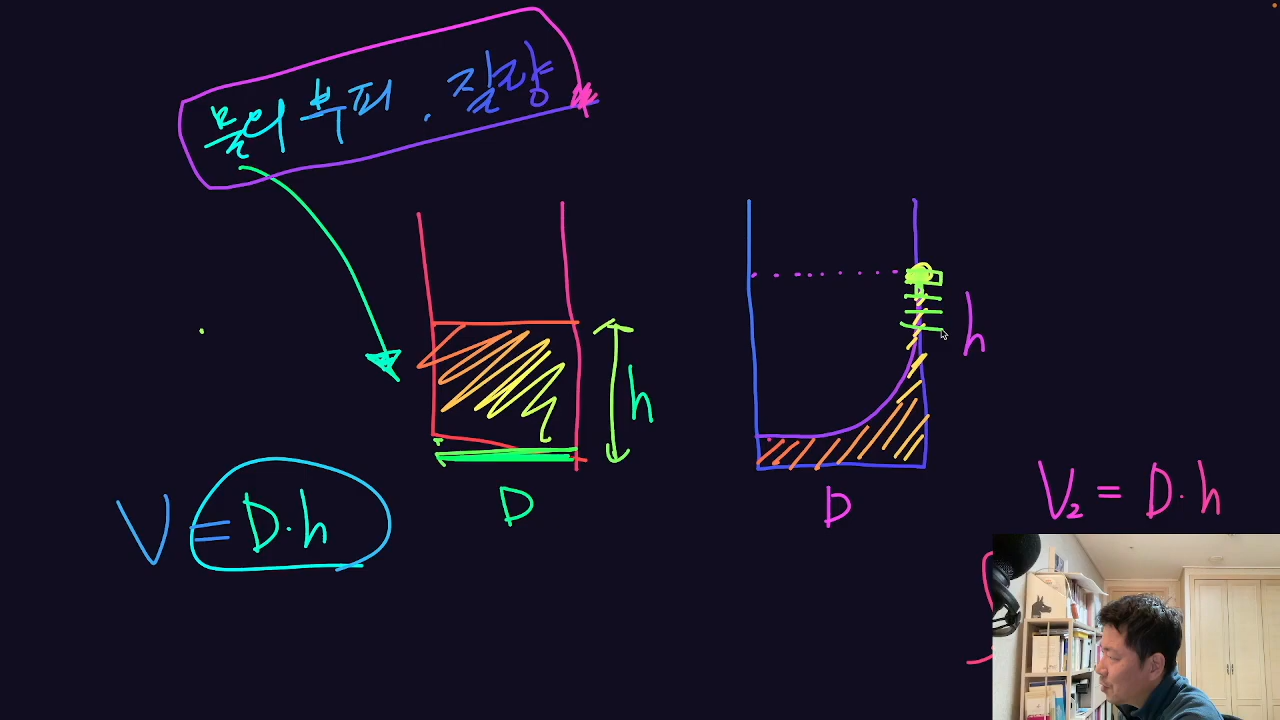 물의 부피 . 질량
h
h
D
D
V = D·h
V₂ = D·h